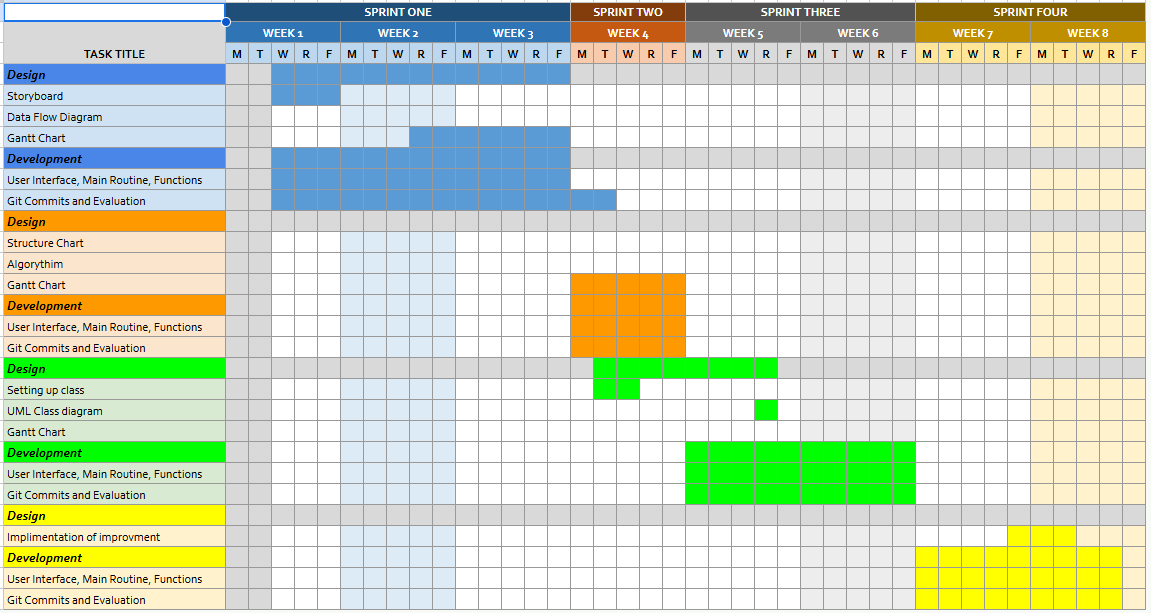 SPRINT ONE SPRINT TWO SPRINT THREE SPRINT FOUR
WEEK 1 WEEK 2 WEEK 3 WEEK 4 WEEK 5 WEEK 6 WEEK 7 WEEK 8
TASK TITLE M T W R F M T W R F M T W R F M T W R F M T W R F M T W R F M T W R F M T W R F
Design
Storyboard
Data Flow Diagram
Gantt Chart
Development
User Interface, Main Routine, Functions
Git Commits and Evaluation
Design
Structure Chart
Algorythim
Gantt Chart
Development
User Interface, Main Routine, Functions
Git Commits and Evaluation
Design
Setting up class
UML Class diagram
Gantt Chart
Development
User Interface, Main Routine, Functions
Git Commits and Evaluation
Design
Implimentation of improvment
Development
User Interface, Main Routine, Functions
Git Commits and Evaluation